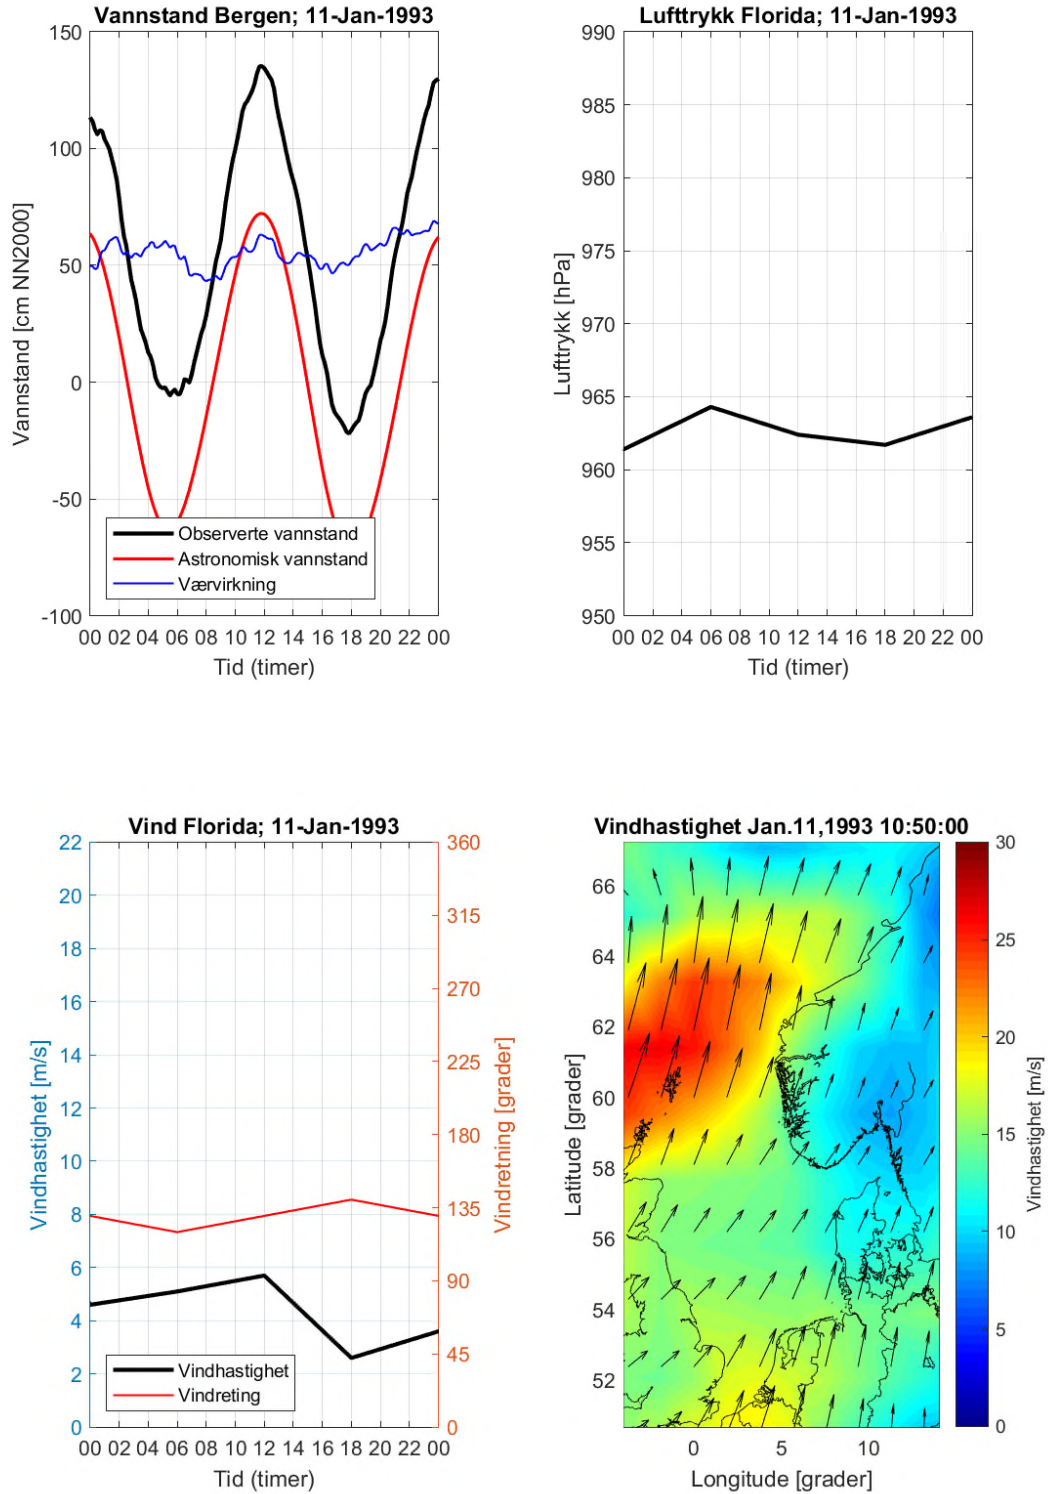 Vannstand Bergen; 11-Jan-1993
150
100
50
0
-50
-100
Vannstand [cm NN2000]
Observerte vannstand
Astronomisk vannstand
Værvirkning
00 02 04 06 08 10 12 14 16 18 20 22 00
Tid (timer)
Lufttrykk Florida; 11-Jan-1993
990
985
980
975
970
965
960
955
950
Lufttrykk [hPa]
00 02 04 06 08 10 12 14 16 18 20 22 00
Tid (timer)
Vind Florida; 11-Jan-1993
22
20
18
16
14
12
10
8
6
4
2
0
Vindhastighet [m/s]
360
315
270
225
180
135
90
45
0
Vindretning [grader]
Vindhastighet
Vindreting
00 02 04 06 08 10 12 14 16 18 20 22 00
Tid (timer)
Vindhastighet Jan.11,1993 10:50:00
66
64
62
60
58
56
54
52
Latitude [grader]
0 5 10
Longitude [grader]
30
25
20
15
10
5
0
Vindhastighet [m/s]